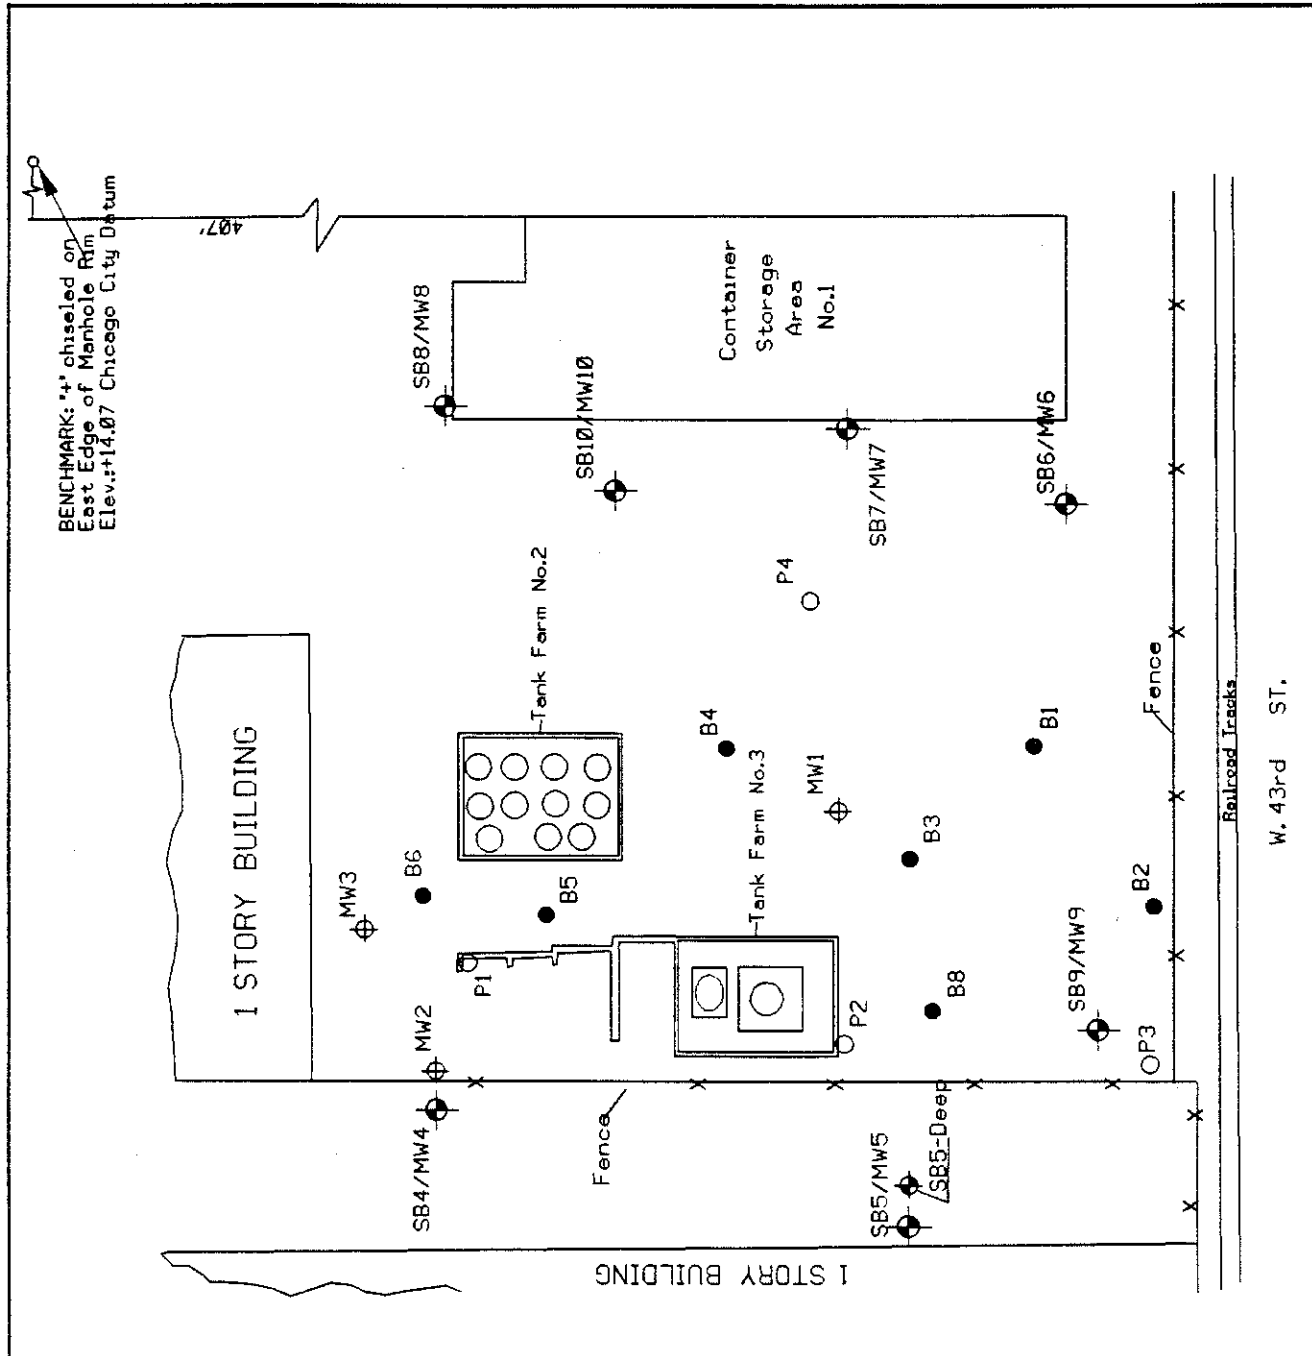 BENCHMARK: "+" chiseled on
East Edge of Manhole Rim
Elev.:+14.07 Chicago City Datum
407'
SB8/MW8
SB10/MW10
Container
Storage
Area
No.1
SB7/MW7
SB6/MW6
P4
Tank Farm No.2
1 STORY BUILDING
B4
MW1
Tank Farm No.3
B3
B1
Fence
Railroad Tracks
W. 43rd ST.
MW3
B6
B5
B2
P1
B8
SB9/MW9
MW2
P2
P3
SB4/MW4
Fence
SB5/MW5
SB5-Deep
1 STORY BUILDING